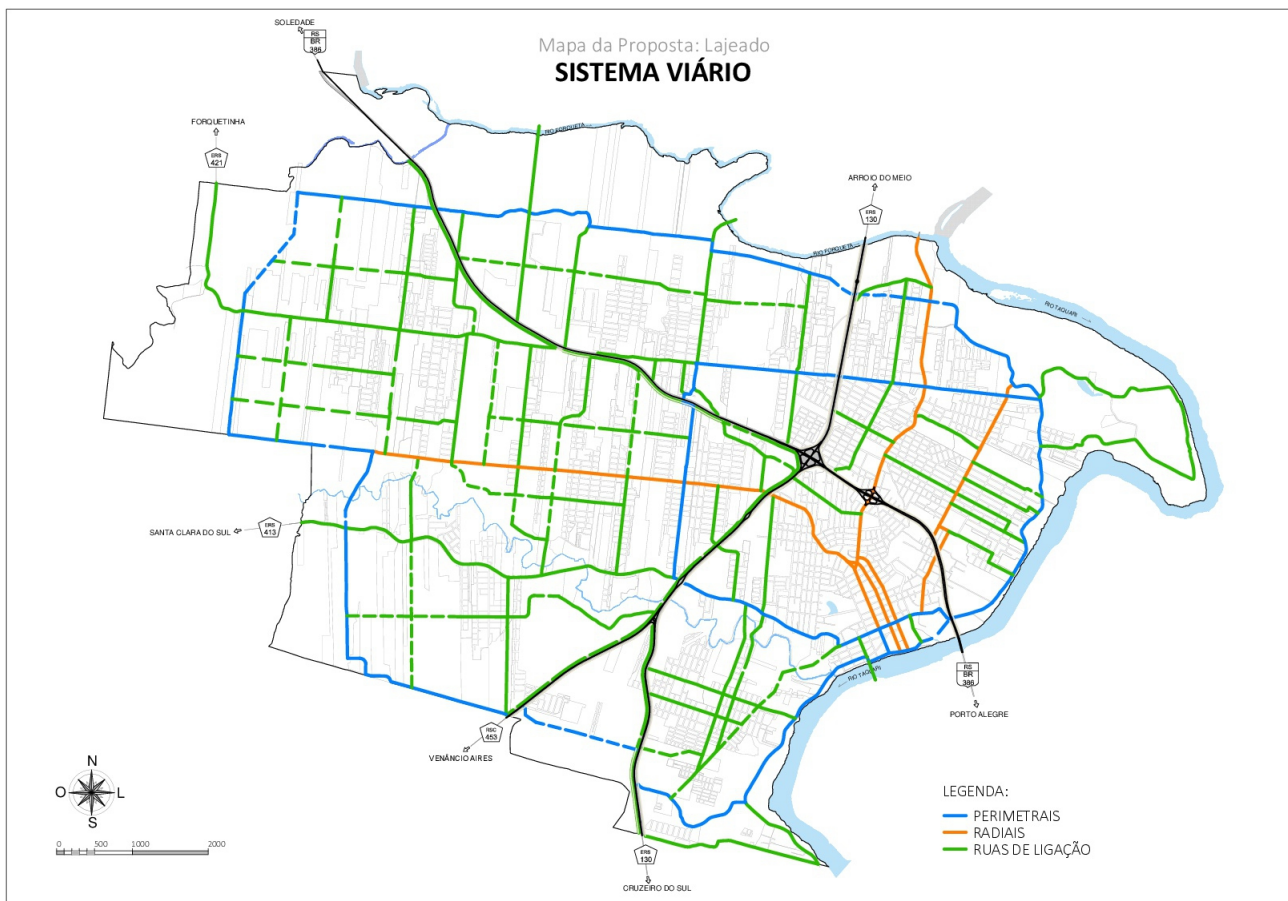 SOLEDADE
RS
BR
386
Mapa da Proposta: Lajeado
SISTEMA VIÁRIO
FORQUETINHA
ERS
421
RIO FORQUETA
ARROIO DO MEIO
ERS
130
RIO FORQUETA
RIO TAQUARI
SANTA CLARA DO SUL
ERS
413
RIO TAQUARI
RS
BR
386
PORTO ALEGRE
RSC
453
VENÂNCIO AIRES
N
O
L
S
0 500 1000 2000
ERS
130
CRUZEIRO DO SUL
LEGENDA:
PERIMETRAIS
RADIAIS
RUAS DE LIGAÇÃO